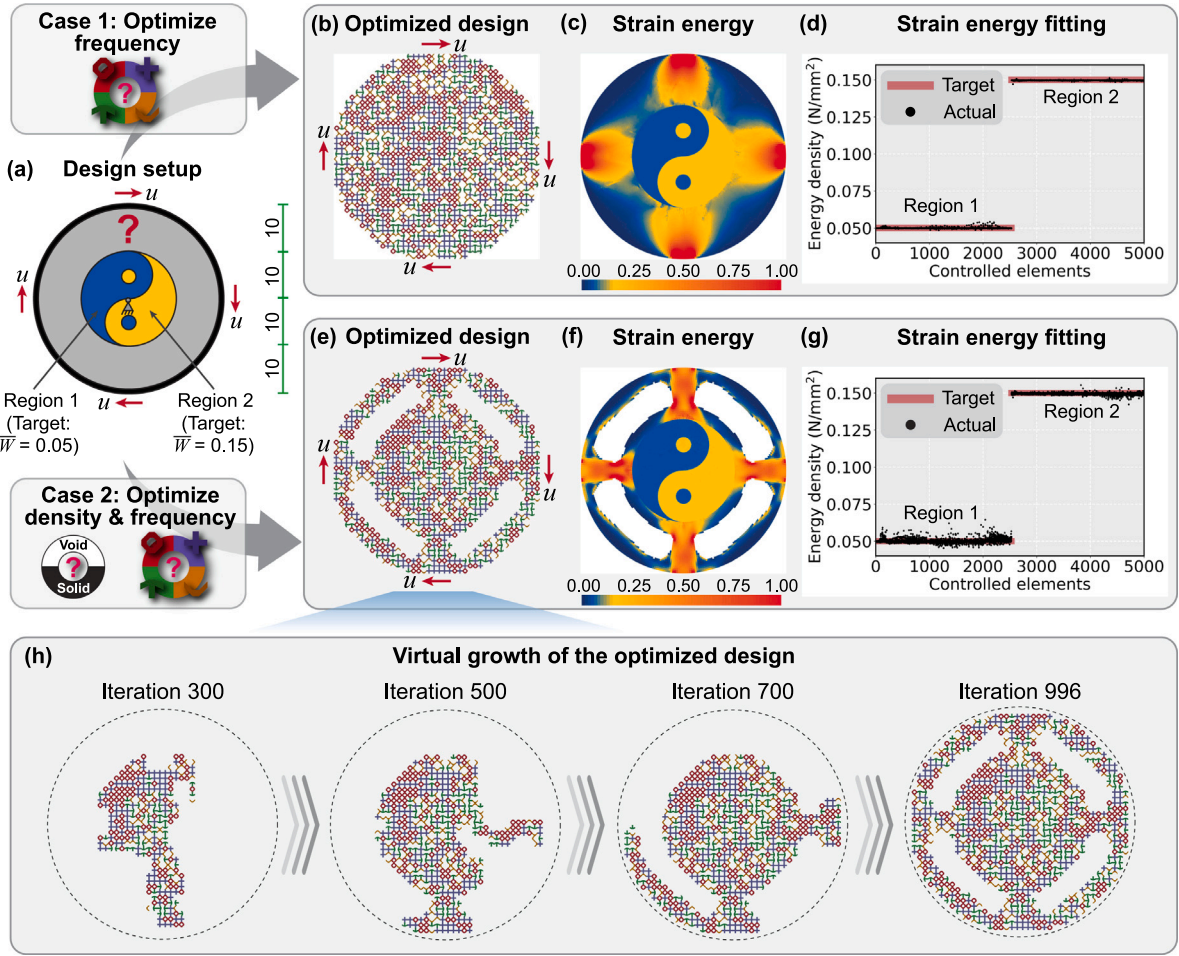 Case 1: Optimize
frequency
?
(a)
Design setup
u
?
u
u
u
10
10
10
10
Region 1
(Target:
W = 0.05)
Region 2
(Target:
W = 0.15)
Case 2: Optimize
density & frequency
Void
?
Solid
?
(b)
Optimized design
u
u
u
u
(c)
Strain energy
0.00 0.25 0.50 0.75 1.00
(d)
Strain energy fitting
Energy density (N/mm²)
0.150
0.125
0.100
0.075
0.050
Target
Actual
Region 2
Region 1
0 1000 2000 3000 4000 5000
Controlled elements
(e)
Optimized design
u
u
u
u
(f)
Strain energy
0.00 0.25 0.50 0.75 1.00
(g)
Strain energy fitting
Energy density (N/mm²)
0.150
0.125
0.100
0.075
0.050
Target
Actual
Region 2
Region 1
0 1000 2000 3000 4000 5000
Controlled elements
(h)
Virtual growth of the optimized design
Iteration 300
Iteration 500
Iteration 700
Iteration 996